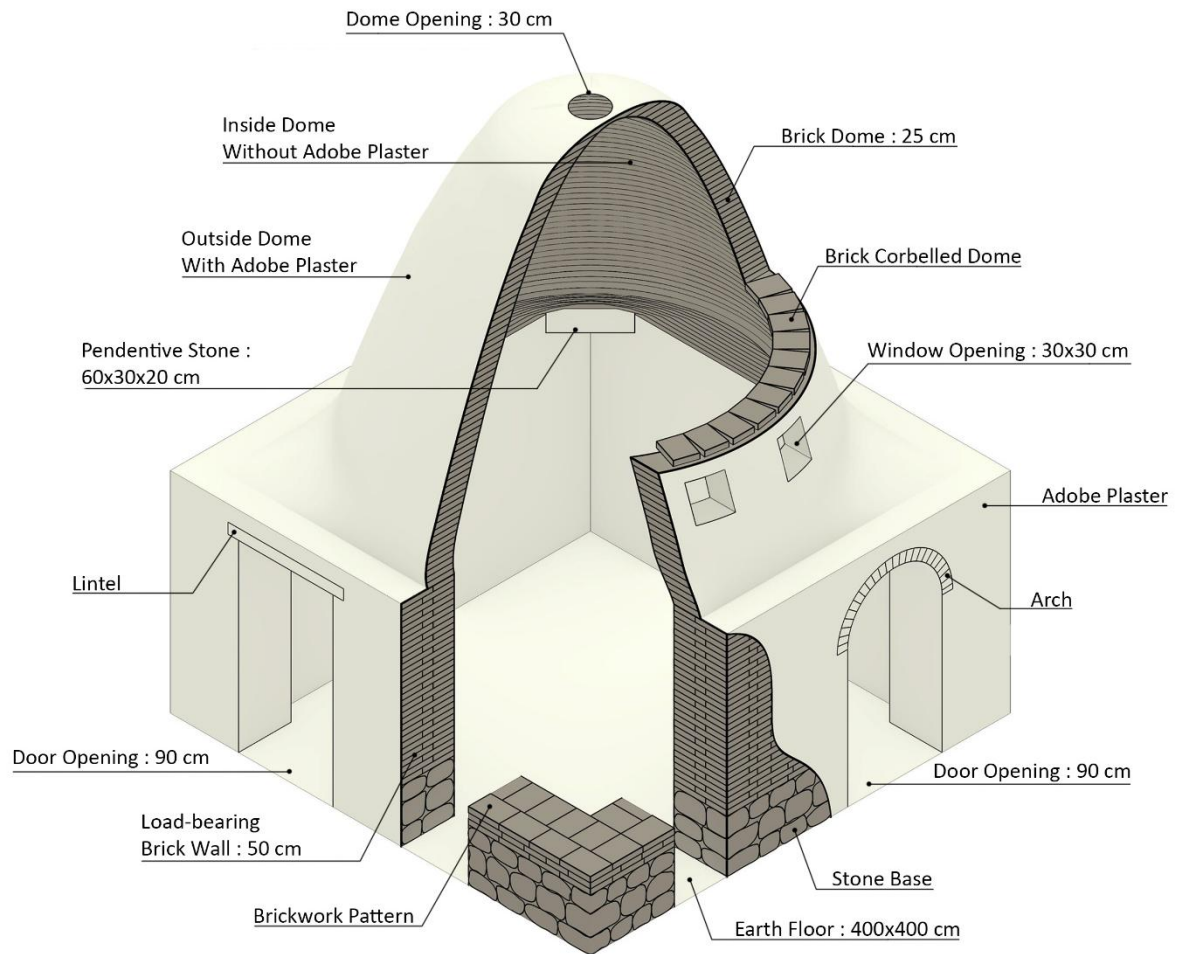 Dome Opening : 30 cm
Inside Dome
Without Adobe Plaster
Brick Dome : 25 cm
Outside Dome
With Adobe Plaster
Brick Corbelled Dome
Pendentive Stone :
60x30x20 cm
Window Opening : 30x30 cm
Adobe Plaster
Lintel
Arch
Door Opening : 90 cm
Door Opening : 90 cm
Load-bearing
Brick Wall : 50 cm
Stone Base
Brickwork Pattern
Earth Floor : 400x400 cm